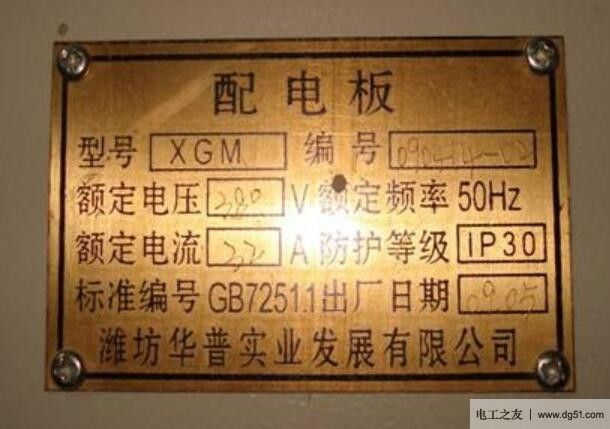 配电板
型号 XGM 编号 090414-02
额定电压 380 V 额定频率 50Hz
额定电流 32 A 防护等级 IP30
标准编号 GB7251.1 出厂日期 09.05
潍坊华普实业发展有限公司
电工之友 / www.dg51.com